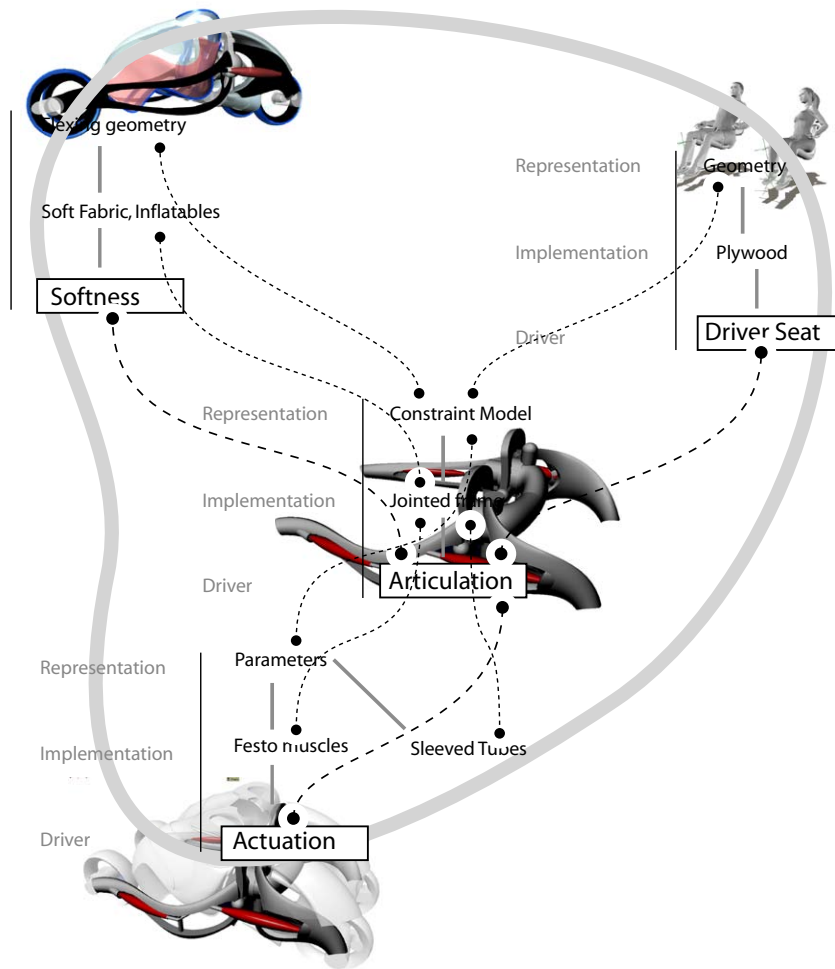 Flexing geometry
Soft Fabric, Inflatables
Softness
Representation
Geometry
Implementation
Plywood
Driver
Driver Seat
Representation
Constraint Model
Implementation
Jointed frame
Driver
Articulation
Representation
Parameters
Implementation
Festo muscles
Sleeved Tubes
Driver
Actuation